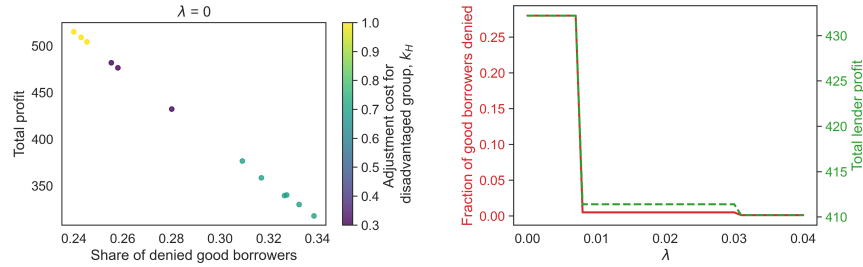 λ = 0
Total profit
500
450
400
350
0.24 0.26 0.28 0.30 0.32 0.34
Share of denied good borrowers
1.0
0.9
0.8
0.7
0.6
0.5
0.4
0.3
Adjustment cost for
disadvantaged group, k_H
Fraction of good borrowers denied
0.25
0.20
0.15
0.10
0.05
0.00
0.00 0.01 0.02 0.03 0.04
λ
430
425
420
415
410
Total lender profit